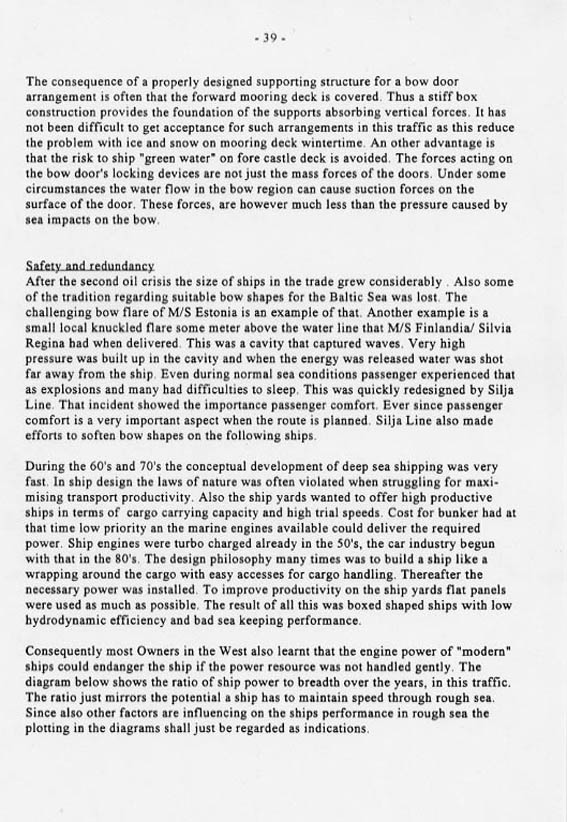 - 39 -
The consequence of a properly designed supporting structure for a bow door
arrangement is often that the forward mooring deck is covered. Thus a stiff box
construction provides the foundation of the supports absorbing vertical forces. It has
not been difficult to get acceptance for such arrangements in this traffic as this reduce
the problem with ice and snow on mooring deck wintertime. An other advantage is
that the risk to ship "green water" on fore castle deck is avoided. The forces acting on
the bow door's locking devices are not just the mass forces of the doors. Under some
circumstances the water flow in the bow region can cause suction forces on the
surface of the door. These forces, are however much less than the pressure caused by
sea impacts on the bow.
Safety and redundancy
After the second oil crisis the size of ships in the trade grew considerably . Also some
of the tradition regarding suitable bow shapes for the Baltic Sea was lost. The
challenging bow flare of M/S Estonia is an example of that. Another example is a
small local knuckled flare some meter above the water line that M/S Finlandia/ Silvia
Regina had when delivered. This was a cavity that captured waves. Very high
pressure was built up in the cavity and when the energy was released water was shot
far away from the ship. Even during normal sea conditions passenger experienced that
as explosions and many had difficulties to sleep. This was quickly redesigned by Silja
Line. That incident showed the importance passenger comfort. Ever since passenger
comfort is a very important aspect when the route is planned. Silja Line also made
efforts to soften bow shapes on the following ships.
During the 60's and 70's the conceptual development of deep sea shipping was very
fast. In ship design the laws of nature was often violated when struggling for maxi-
mising transport productivity. Also the ship yards wanted to offer high productive
ships in terms of cargo carrying capacity and high trial speeds. Cost for bunker had at
that time low priority an the marine engines available could deliver the required
power. Ship engines were turbo charged already in the 50's, the car industry begun
with that in the 80's. The design philosophy many times was to build a ship like a
wrapping around the cargo with easy accesses for cargo handling. Thereafter the
necessary power was installed. To improve productivity on the ship yards flat panels
were used as much as possible. The result of all this was boxed shaped ships with low
hydrodynamic efficiency and bad sea keeping performance.
Consequently most Owners in the West also learnt that the engine power of "modern"
ships could endanger the ship if the power resource was not handled gently. The
diagram below shows the ratio of ship power to breadth over the years, in this traffic.
The ratio just mirrors the potential a ship has to maintain speed through rough sea.
Since also other factors are influencing on the ships performance in rough sea the
plotting in the diagrams shall just be regarded as indications.